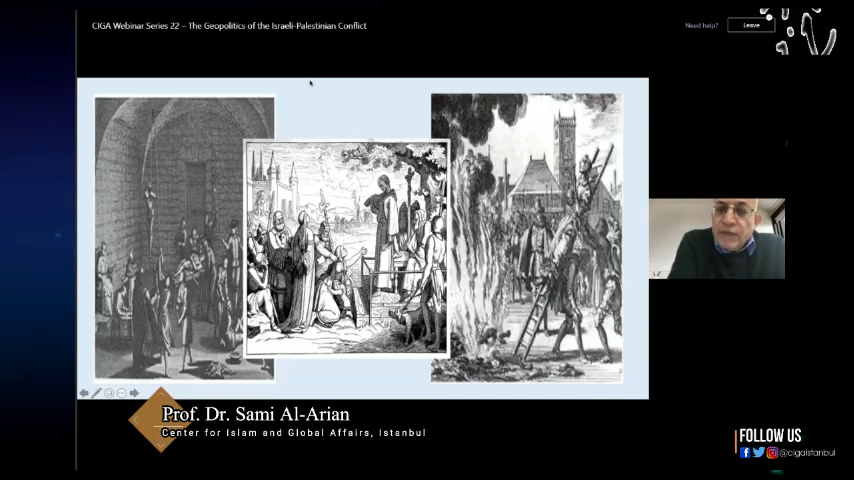 CIGA Webinar Series 22 – The Geopolitics of the Israeli-Palestinian Conflict
Need help?
Leave
Prof. Dr. Sami Al-Arian
Center for Islam and Global Affairs, Istanbul
FOLLOW US
@cigaistanbul